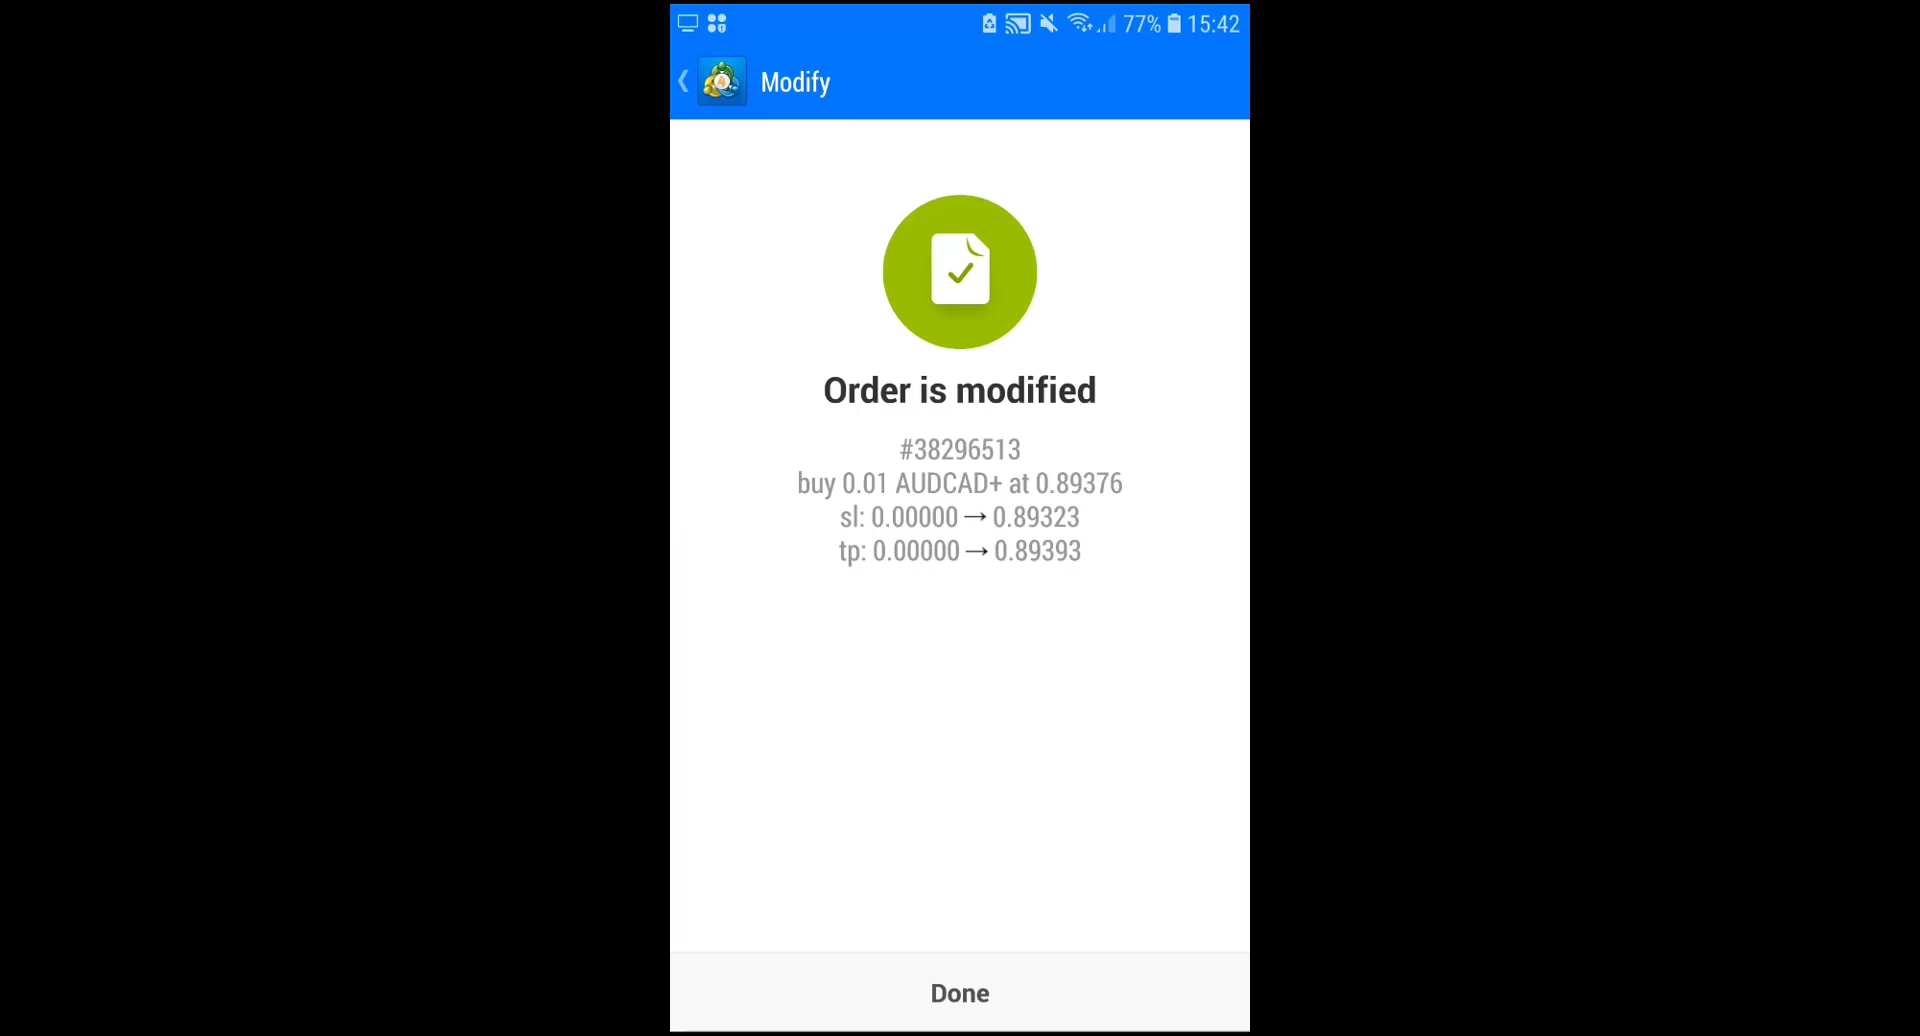 77% 15:42
4 Modify
Order is modified
#38296513
buy 0.01 AUDCAD+ at 0.89376
sl: 0.00000 → 0.89323
tp: 0.00000 → 0.89393
Done